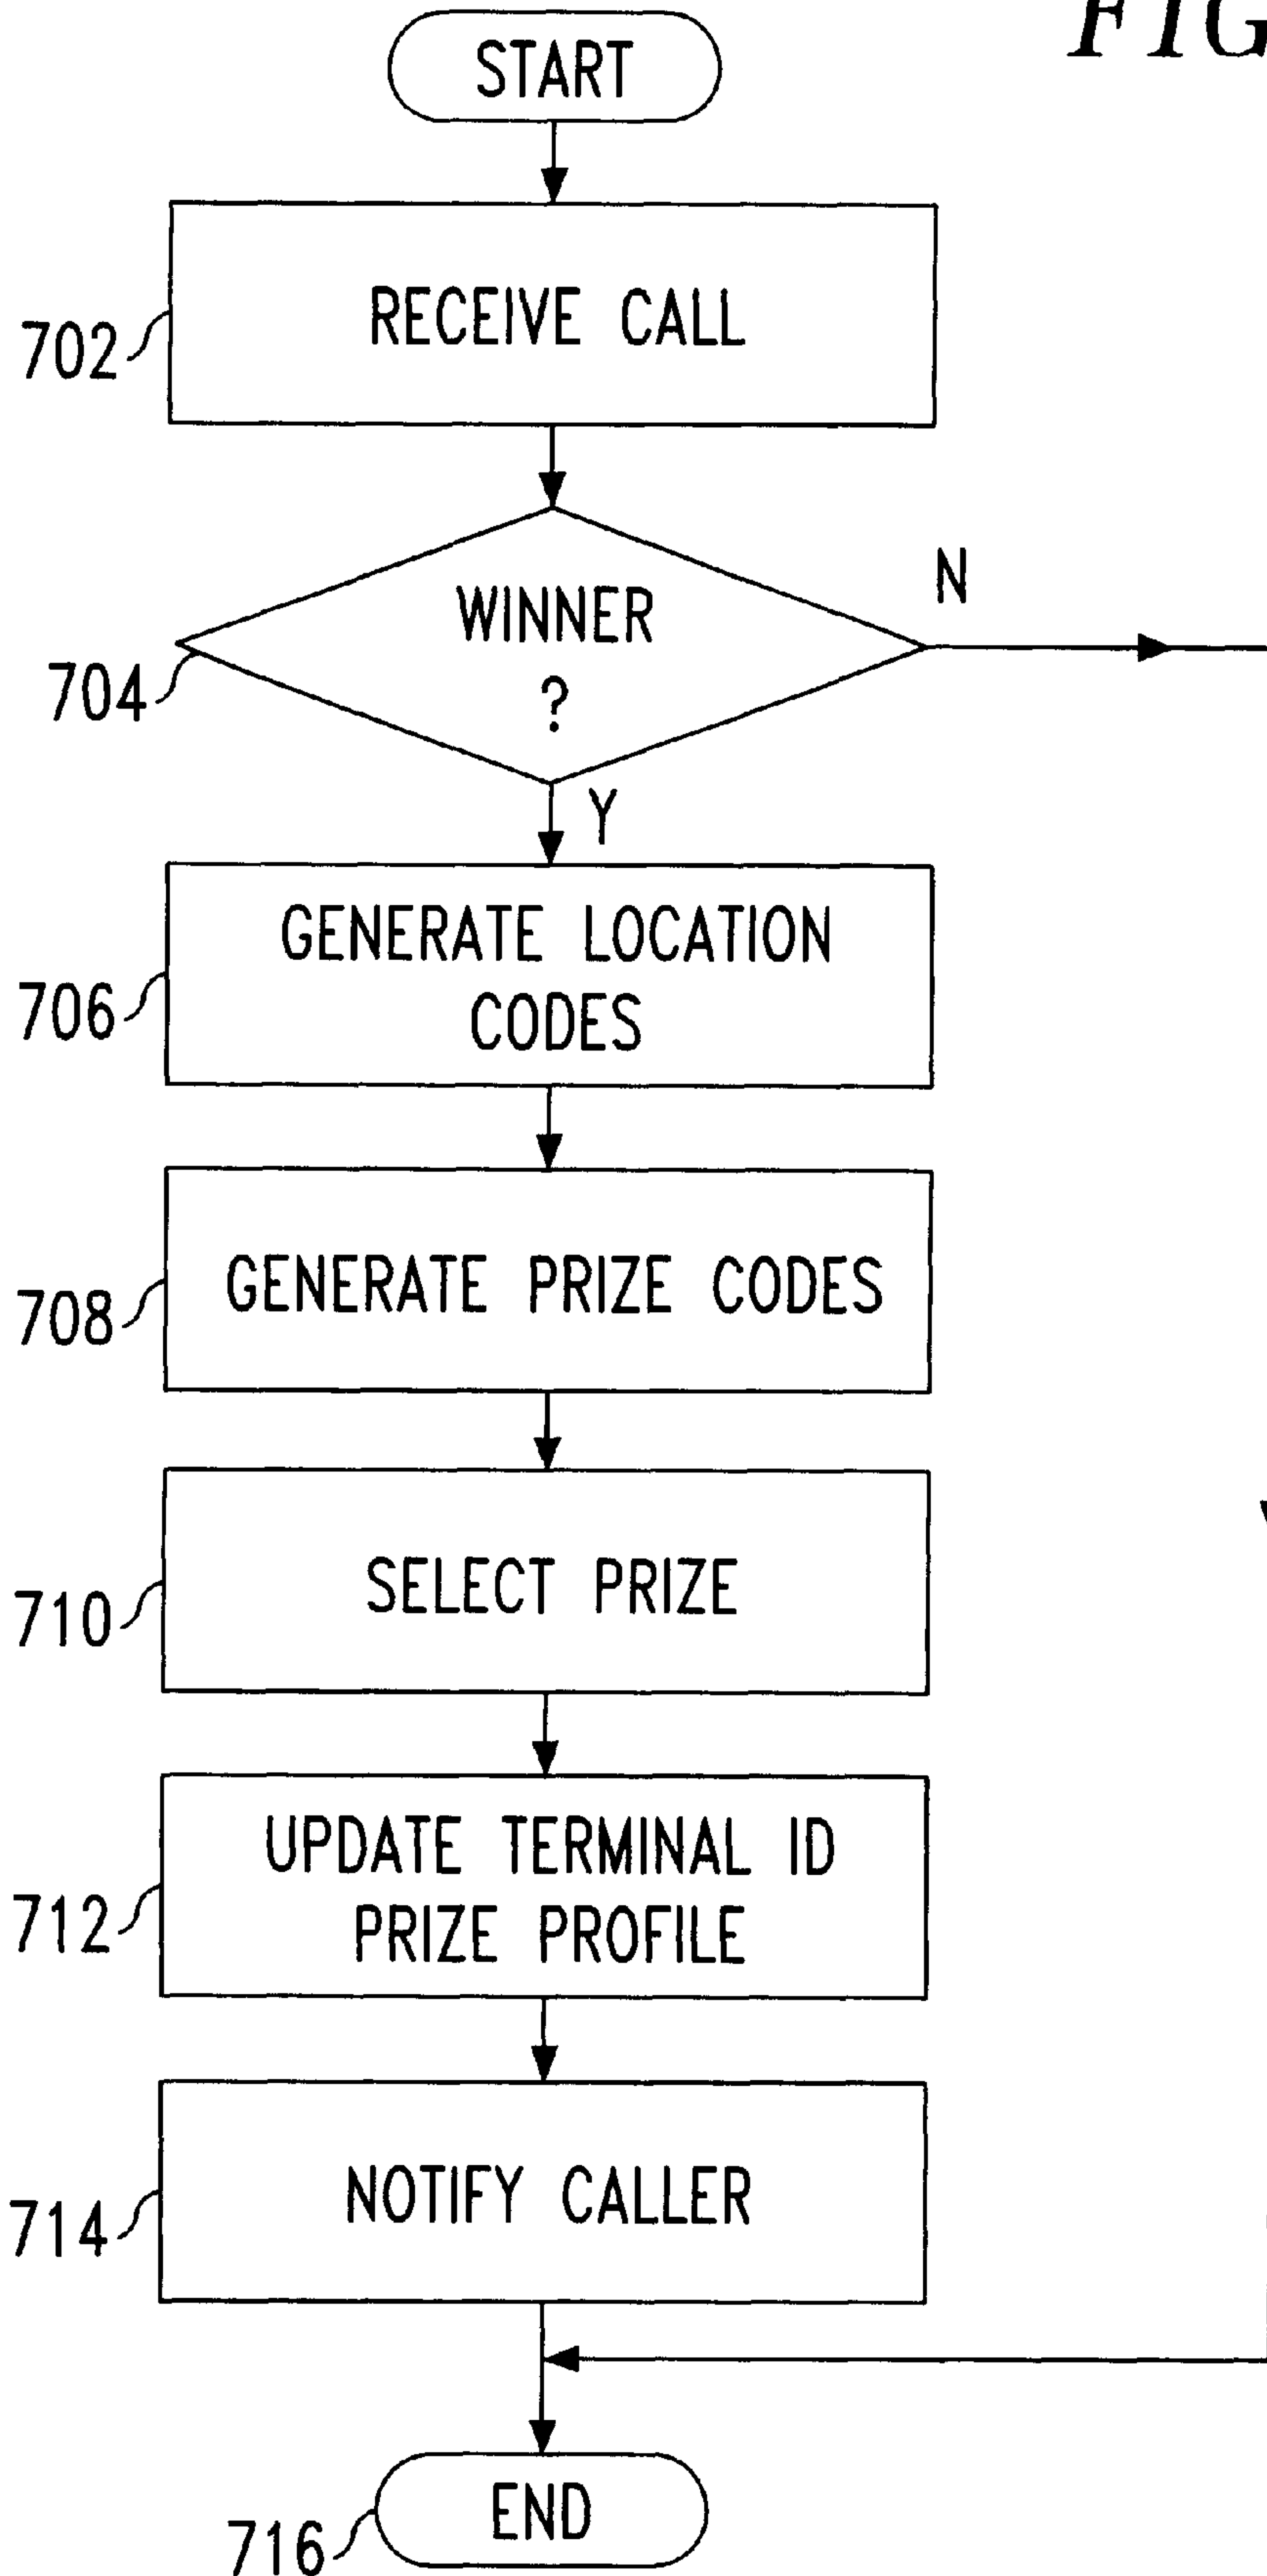 FIG
START
RECEIVE CALL
702
WINNER
?
N
704
Y
GENERATE LOCATION
CODES
706
GENERATE PRIZE CODES
708
SELECT PRIZE
710
UPDATE TERMINAL ID
PRIZE PROFILE
712
NOTIFY CALLER
714
END
716